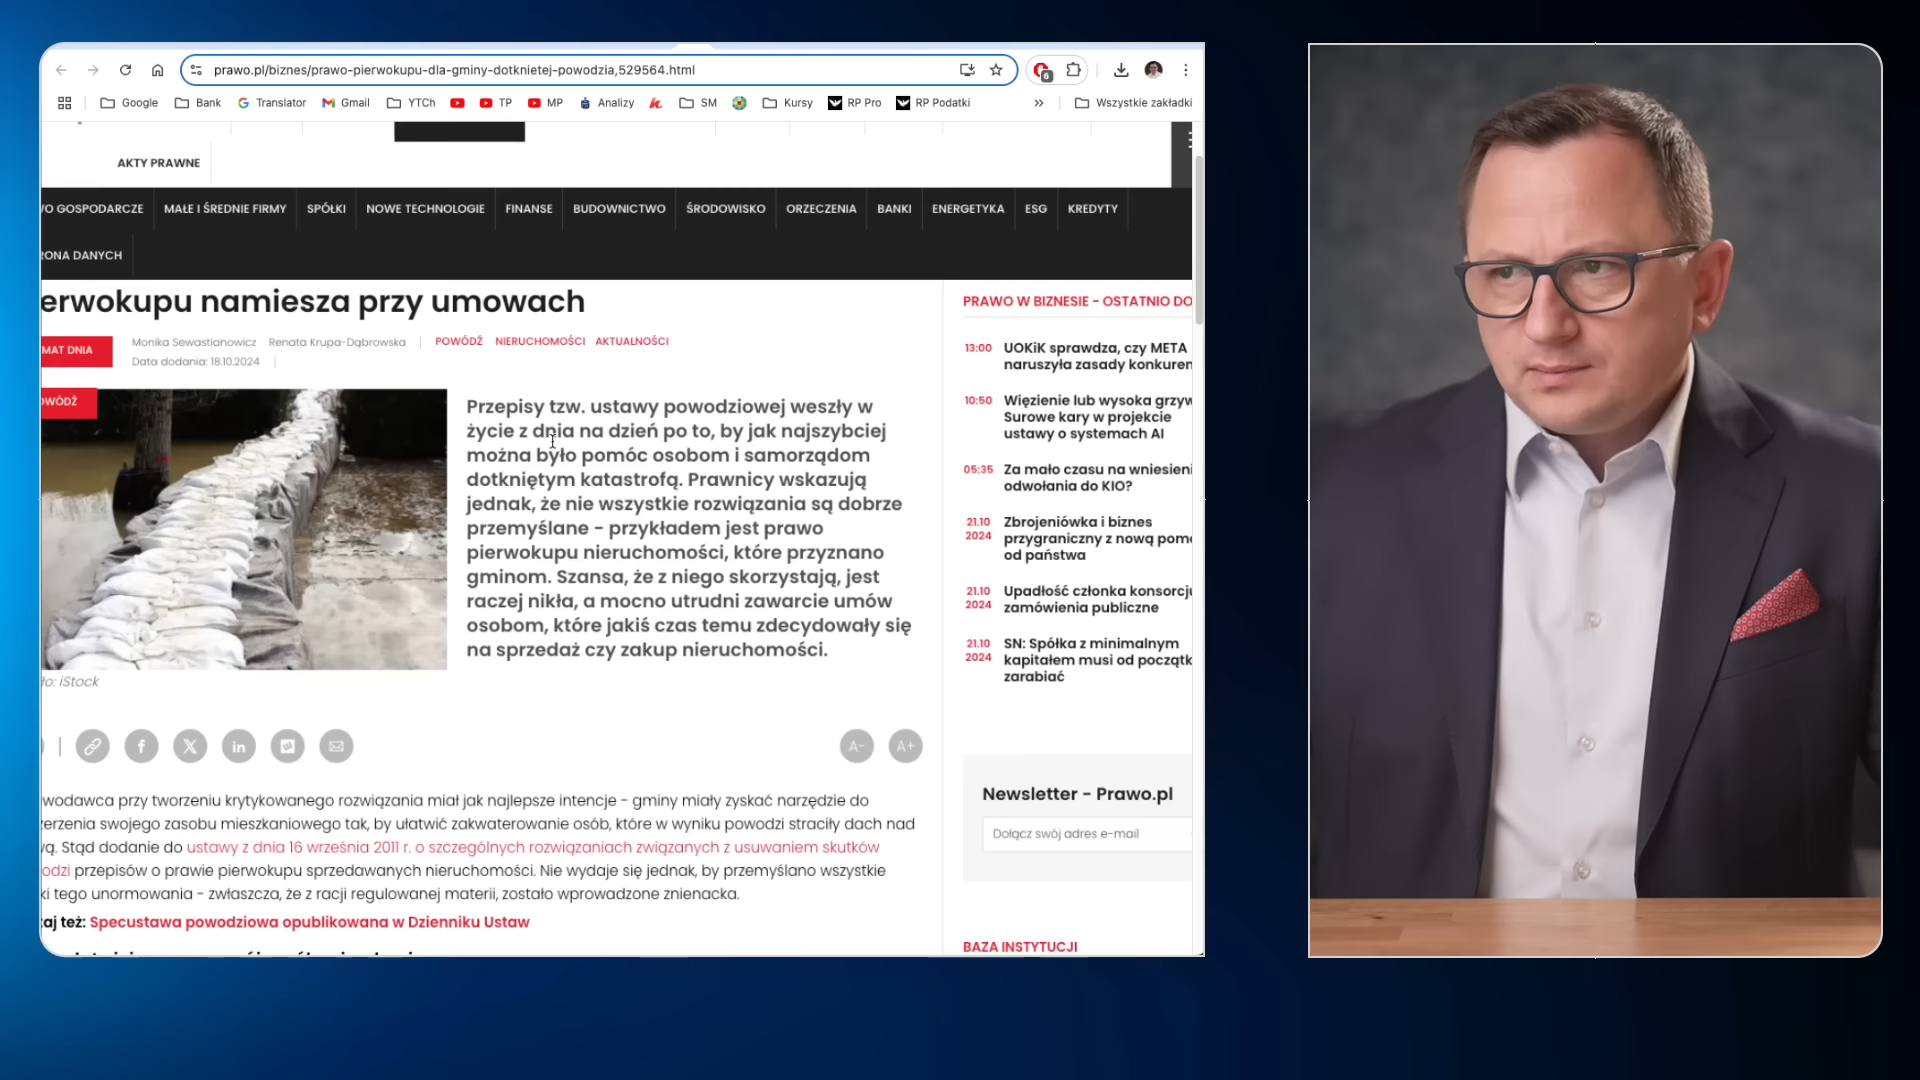 prawo.pl/biznes/prawo-pierwokupu-dla-gminy-dotknietej-powodzia,529564.html
6
Google
Bank
Translator
Gmail
YTCh
TP
MP
Analizy
SM
Kursy
RP Pro
RP Podatki
»
Wszystkie zakładki
AKTY PRAWNE
O GOSPODARCZE
MAŁE I ŚREDNIE FIRMY
SPÓŁKI
NOWE TECHNOLOGIE
FINANSE
BUDOWNICTWO
ŚRODOWISKO
ORZECZENIA
BANKI
ENERGETYKA
ESG
KREDYTY
RONA DANYCH
erwokupu namiesza przy umowach
MAT DNIA
Monika Sewastianowicz Renata Krupa-Dąbrowska
POWÓDŹ NIERUCHOMOŚCI AKTUALNOŚCI
Data dodania: 18.10.2024
OWÓDŹ
Przepisy tzw. ustawy powodziowej weszły w
życie z dnia na dzień po to, by jak najszybciej
można było pomóc osobom i samorządom
dotkniętym katastrofą. Prawnicy wskazują
jednak, że nie wszystkie rozwiązania są dobrze
przemyślane - przykładem jest prawo
pierwokupu nieruchomości, które przyznano
gminom. Szansa, że z niego skorzystają, jest
raczej nikła, a mocno utrudni zawarcie umów
osobom, które jakiś czas temu zdecydowały się
na sprzedaż czy zakup nieruchomości.
ło: iStock
A-
A+
wodawca przy tworzeniu krytykowanego rozwiązania miał jak najlepsze intencje - gminy miały zyskać narzędzie do
zerzenia swojego zasobu mieszkaniowego tak, by ułatwić zakwaterowanie osób, które w wyniku powodzi straciły dach nad
ą. Stąd dodanie do ustawy z dnia 16 września 2011 r. o szczególnych rozwiązaniach związanych z usuwaniem skutków
odzi przepisów o prawie pierwokupu sprzedawanych nieruchomości. Nie wydaje się jednak, by przemyślano wszystkie
ki tego unormowania - zwłaszcza, że z racji regulowanej materii, zostało wprowadzone znienacka.
aj też: Specustawa powodziowa opublikowana w Dzienniku Ustaw
PRAWO W BIZNESIE - OSTATNIO DO
13:00
UOKiK sprawdza, czy META
naruszyła zasady konkuren
10:50
Więzienie lub wysoka grzyw
Surowe kary w projekcie
ustawy o systemach AI
05:35
Za mało czasu na wniesieni
odwołania do KIO?
21.10
2024
Zbrojeniówka i biznes
przygraniczny z nową pom
od państwa
21.10
2024
Upadłość członka konsorcju
zamówienia publiczne
21.10
2024
SN: Spółka z minimalnym
kapitałem musi od początk
zarabiać
Newsletter - Prawo.pl
Dołącz swój adres e-mail
BAZA INSTYTUCJI